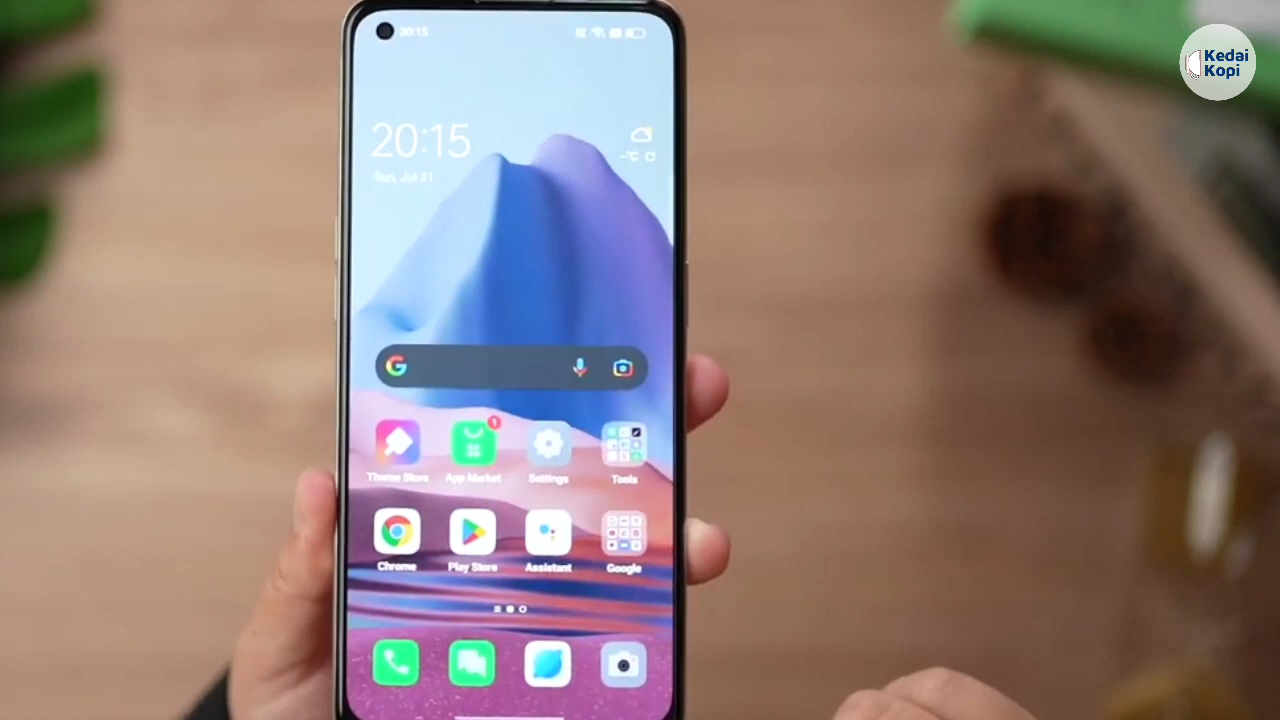 20:15
Kedai
Kopi
20:15
Sun, Jul 31
Theme Store
App Market
Settings
Tools
Chrome
Play Store
Assistant
Google